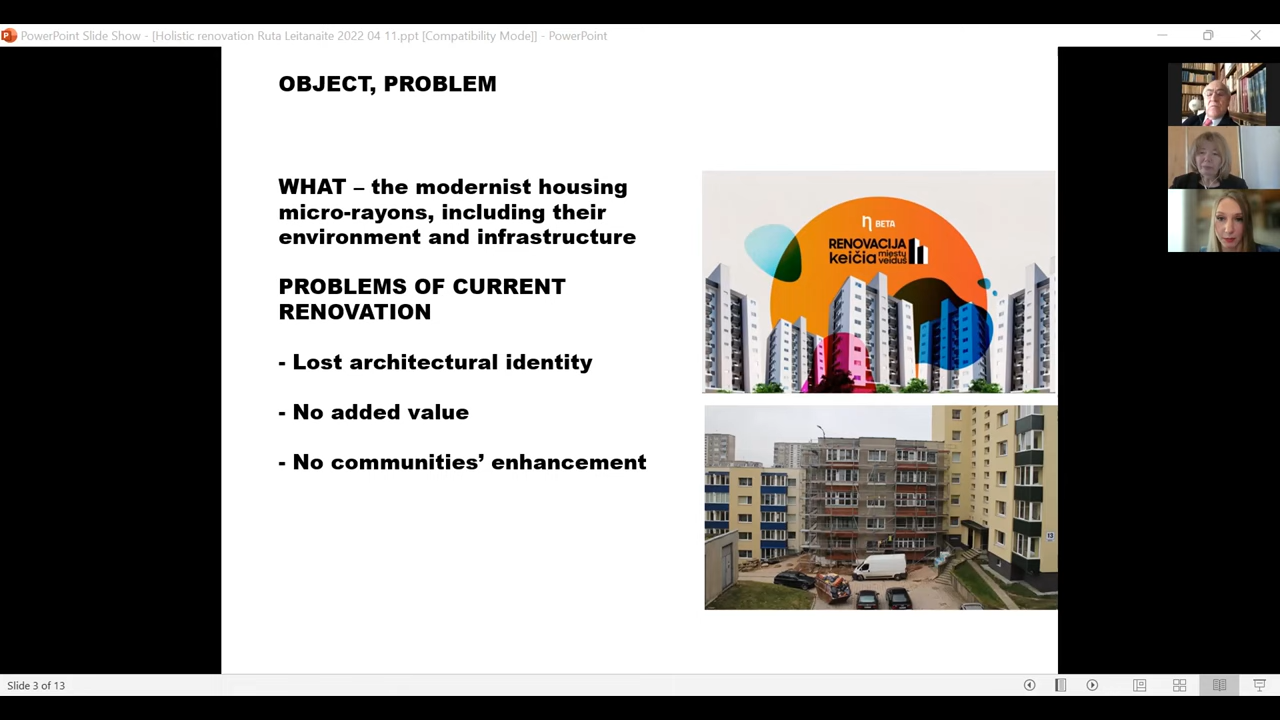 PowerPoint Slide Show - [Holistic renovation Ruta Leitanaite 2022 04 11.ppt [Compatibility Mode]] - PowerPoint
OBJECT, PROBLEM
WHAT – the modernist housing
micro-rayons, including their
environment and infrastructure
PROBLEMS OF CURRENT
RENOVATION
- Lost architectural identity
- No added value
- No communities’ enhancement
BETA
RENOVACIJA
keičia miestų
veidus
Slide 3 of 13